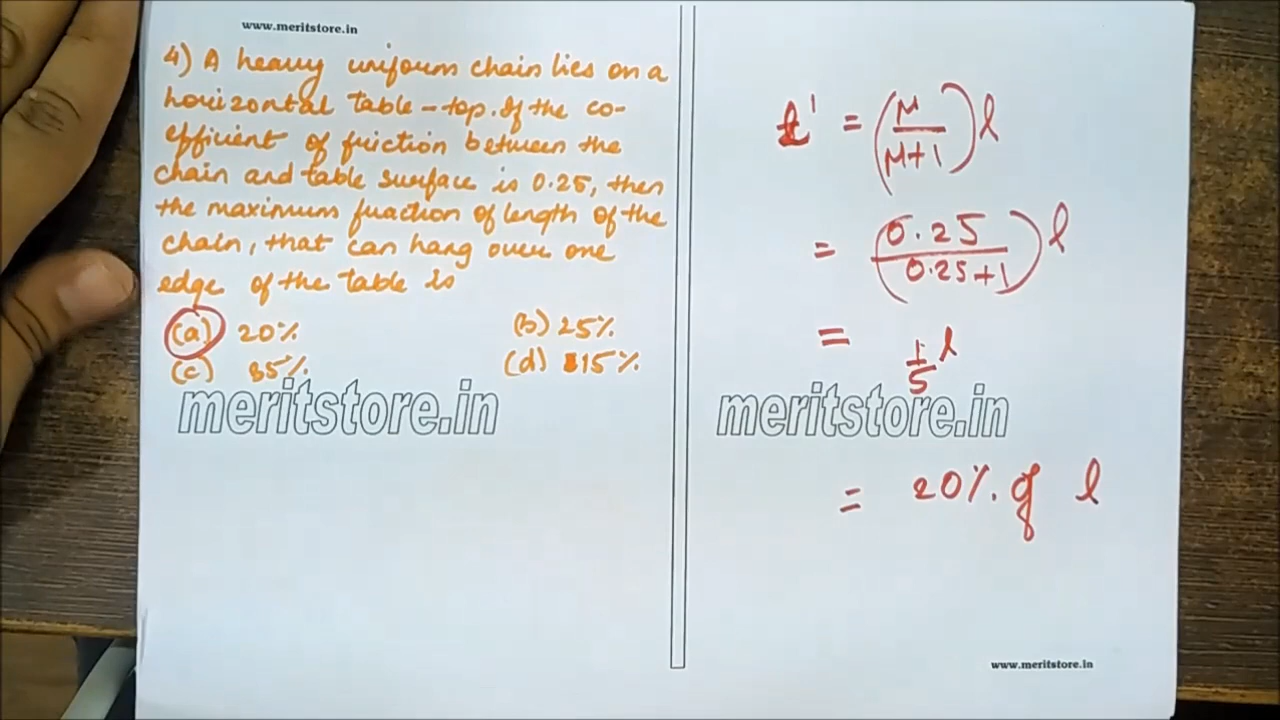 www.meritstore.in
4) A heavy uniform chain lies on a
horizontal table-top. If the co-
efficient of friction between the
chain and table surface is 0.25, then
the maximum fraction of length of the
chain, that can hang over one
edge of the table is
(a) 20% (b) 25%
(c) 35% (d) 15%
meritstore.in
l' = (μ/μ+1) l
= (0.25/0.25+1) l
= 1/5 l
meritstore.in
= 20% of l
www.meritstore.in